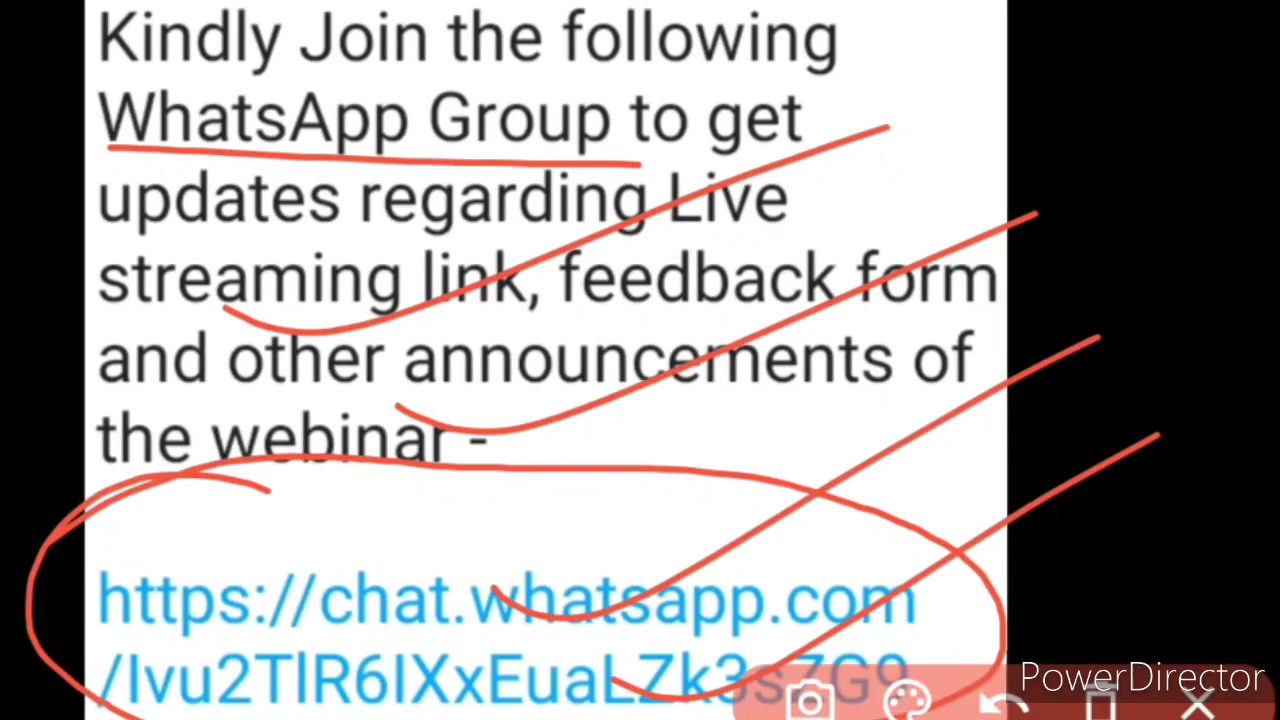 Kindly Join the following
WhatsApp Group to get
updates regarding Live
streaming link, feedback form
and other announcements of
the webinar -
https://chat.whatsapp.com
/Ivu2TlR6IXxEuaLZk3sZG9
PowerDirector